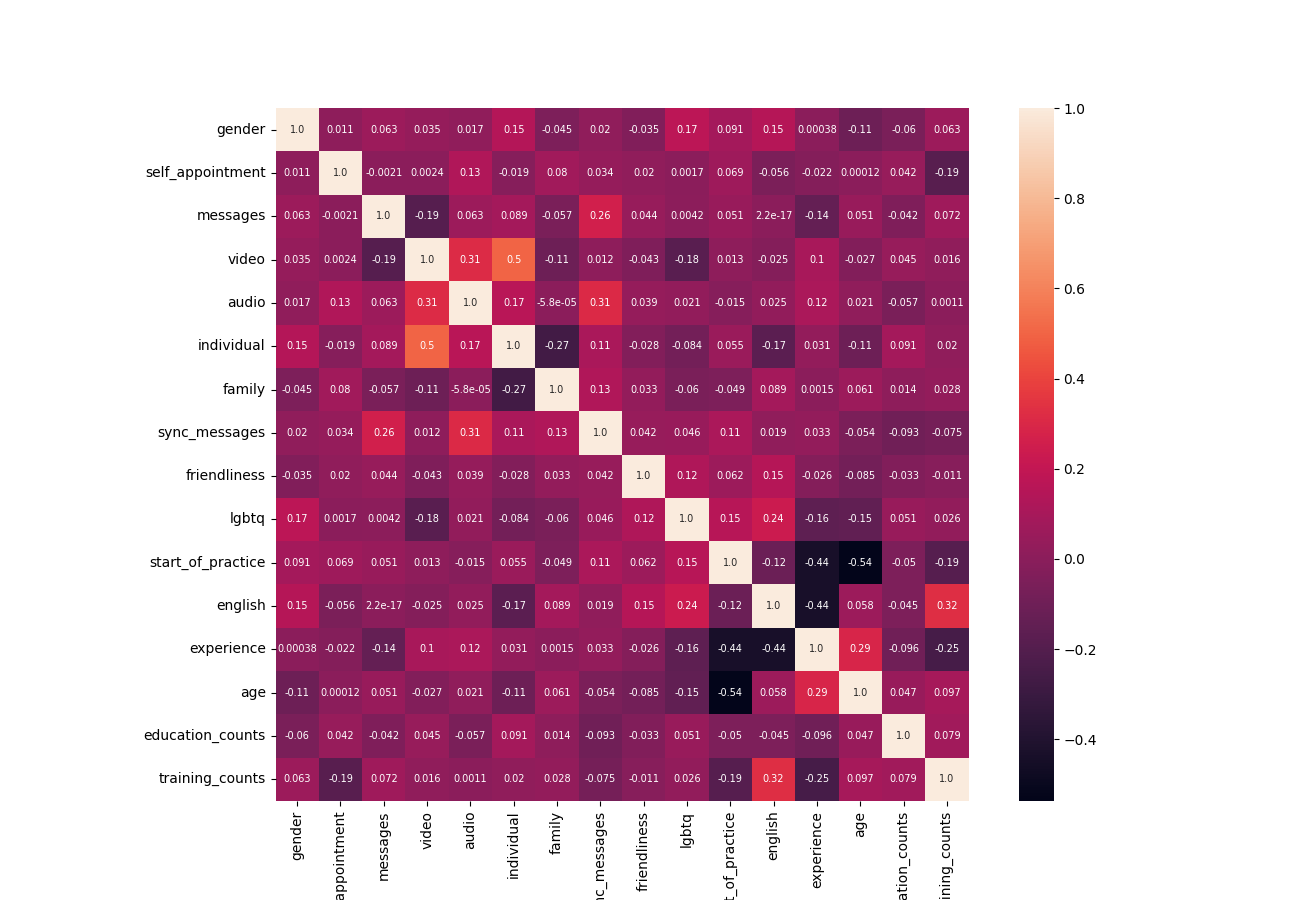 gender 1.0 0.011 0.063 0.035 0.017 0.15 -0.045 0.02 -0.035 0.17 0.091 0.15 0.00038 -0.11 -0.06 0.063
self_appointment 0.011 1.0 -0.0021 0.0024 0.13 -0.019 0.08 0.034 0.02 0.0017 0.069 -0.056 -0.022 0.00012 0.042 -0.19
messages 0.063 -0.0021 1.0 -0.19 0.063 0.089 -0.057 0.26 0.044 0.0042 0.051 2.2e-17 -0.14 0.051 -0.042 0.072
video 0.035 0.0024 -0.19 1.0 0.31 0.5 -0.11 0.012 -0.043 -0.18 0.013 -0.025 0.1 -0.027 0.045 0.016
audio 0.017 0.13 0.063 0.31 1.0 0.17 -5.8e-05 0.31 0.039 0.021 -0.015 0.025 0.12 0.021 -0.057 0.0011
individual 0.15 -0.019 0.089 0.5 0.17 1.0 -0.27 0.11 -0.028 -0.084 0.055 -0.17 0.031 -0.11 0.091 0.02
family -0.045 0.08 -0.057 -0.11 -5.8e-05 -0.27 1.0 0.13 0.033 -0.06 -0.049 0.089 0.0015 0.061 0.014 0.028
sync_messages 0.02 0.034 0.26 0.012 0.31 0.11 0.13 1.0 0.042 0.046 0.11 0.019 0.033 -0.054 -0.093 -0.075
friendliness -0.035 0.02 0.044 -0.043 0.039 -0.028 0.033 0.042 1.0 0.12 0.062 0.15 -0.026 -0.085 -0.033 -0.011
lgbtq 0.17 0.0017 0.0042 -0.18 0.021 -0.084 -0.06 0.046 0.12 1.0 0.15 0.24 -0.16 -0.15 0.051 0.026
start_of_practice 0.091 0.069 0.051 0.013 -0.015 0.055 -0.049 0.11 0.062 0.15 1.0 -0.12 -0.44 -0.54 -0.05 -0.19
english 0.15 -0.056 2.2e-17 -0.025 0.025 -0.17 0.089 0.019 0.15 0.24 -0.12 1.0 -0.44 0.058 -0.045 0.32
experience 0.00038 -0.022 -0.14 0.1 0.12 0.031 0.0015 0.033 -0.026 -0.16 -0.44 -0.44 1.0 0.29 -0.096 -0.25
age -0.11 0.00012 0.051 -0.027 0.021 -0.11 0.061 -0.054 -0.085 -0.15 -0.54 0.058 0.29 1.0 0.047 0.097
education_counts -0.06 0.042 -0.042 0.045 -0.057 0.091 0.014 -0.093 -0.033 0.051 -0.05 -0.045 -0.096 0.047 1.0 0.079
training_counts 0.063 -0.19 0.072 0.016 0.0011 0.02 0.028 -0.075 -0.011 0.026 -0.19 0.32 -0.25 0.097 0.079 1.0
gender
appointment
messages
video
audio
individual
family
nc_messages
friendliness
lgbtq
t_of_practice
english
experience
age
ation_counts
ining_counts
1.0
0.8
0.6
0.4
0.2
0.0
−0.2
−0.4